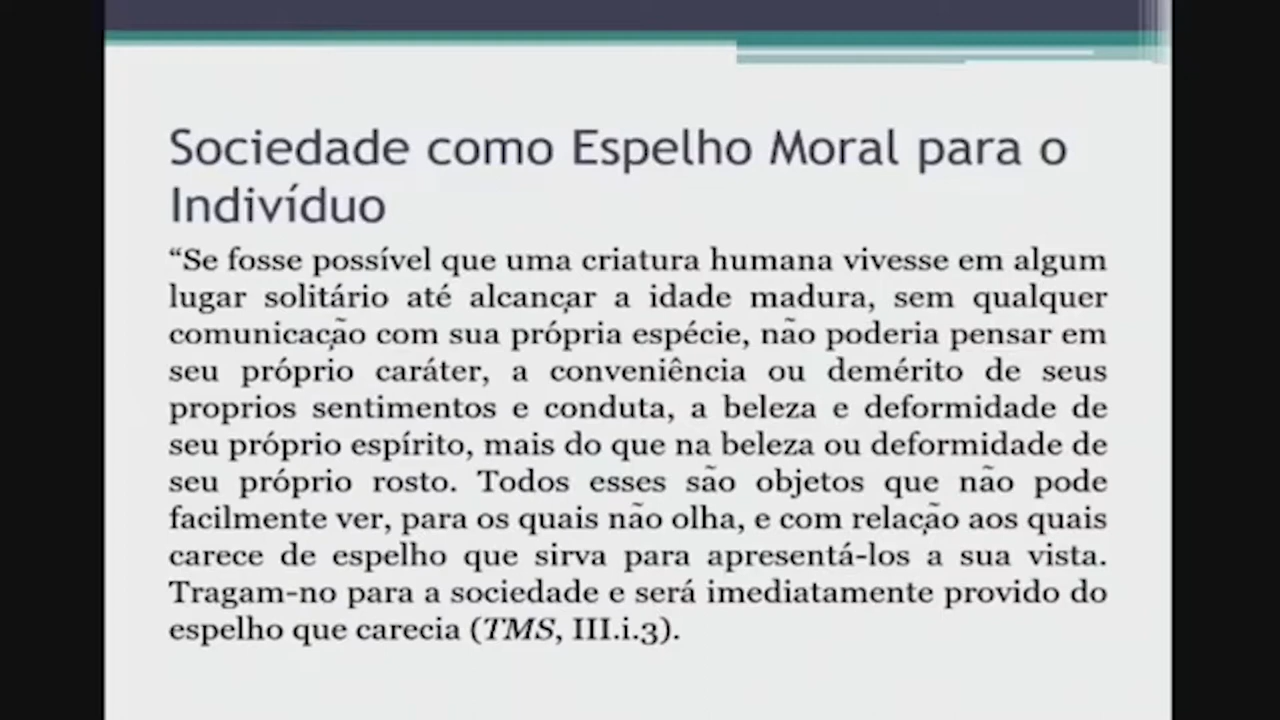 Sociedade como Espelho Moral para o
Indivíduo
“Se fosse possível que uma criatura humana vivesse em algum
lugar solitário até alcançar a idade madura, sem qualquer
comunicação com sua própria espécie, não poderia pensar em
seu próprio caráter, a conveniência ou demérito de seus
proprios sentimentos e conduta, a beleza e deformidade de
seu próprio espírito, mais do que na beleza ou deformidade de
seu próprio rosto. Todos esses são objetos que não pode
facilmente ver, para os quais não olha, e com relação aos quais
carece de espelho que sirva para apresentá-los a sua vista.
Tragam-no para a sociedade e será imediatamente provido do
espelho que carecia (TMS, III.i.3).